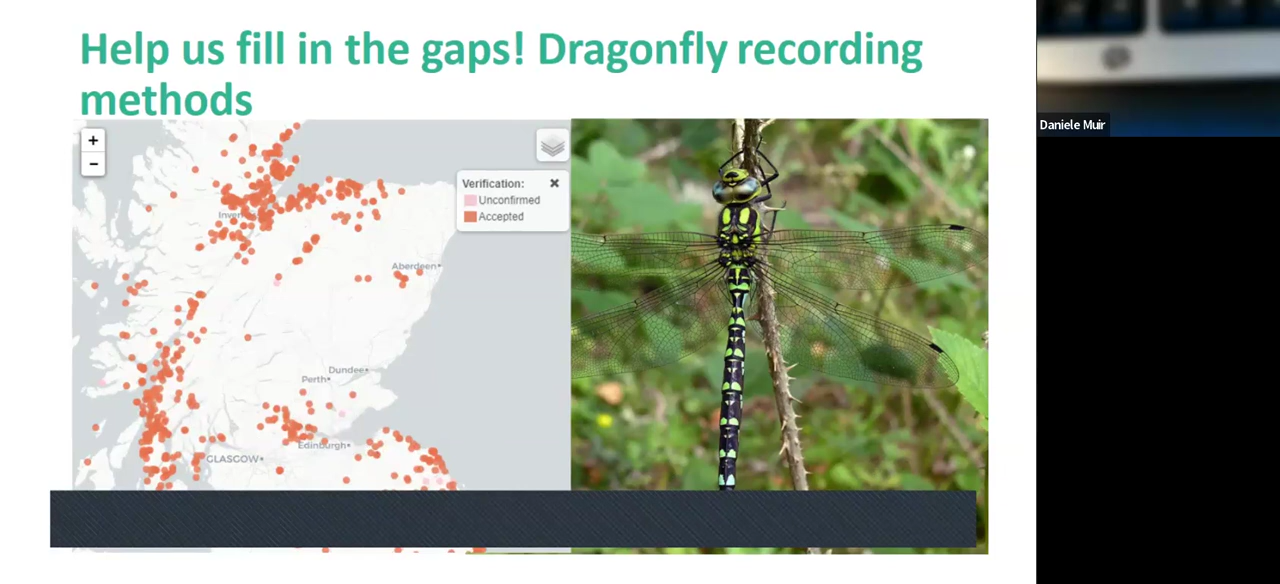 Help us fill in the gaps! Dragonfly recording
methods
+
−
Verification:
Unconfirmed
Accepted
Aberdeen
Dundee
Perth
Edinburgh
GLASGOW
Daniele Muir